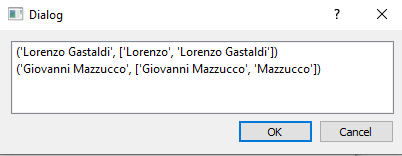 Dialog
('Lorenzo Gastaldi', ['Lorenzo', 'Lorenzo Gastaldi'])
('Giovanni Mazzucco', ['Giovanni Mazzucco', 'Mazzucco'])
OK Cancel